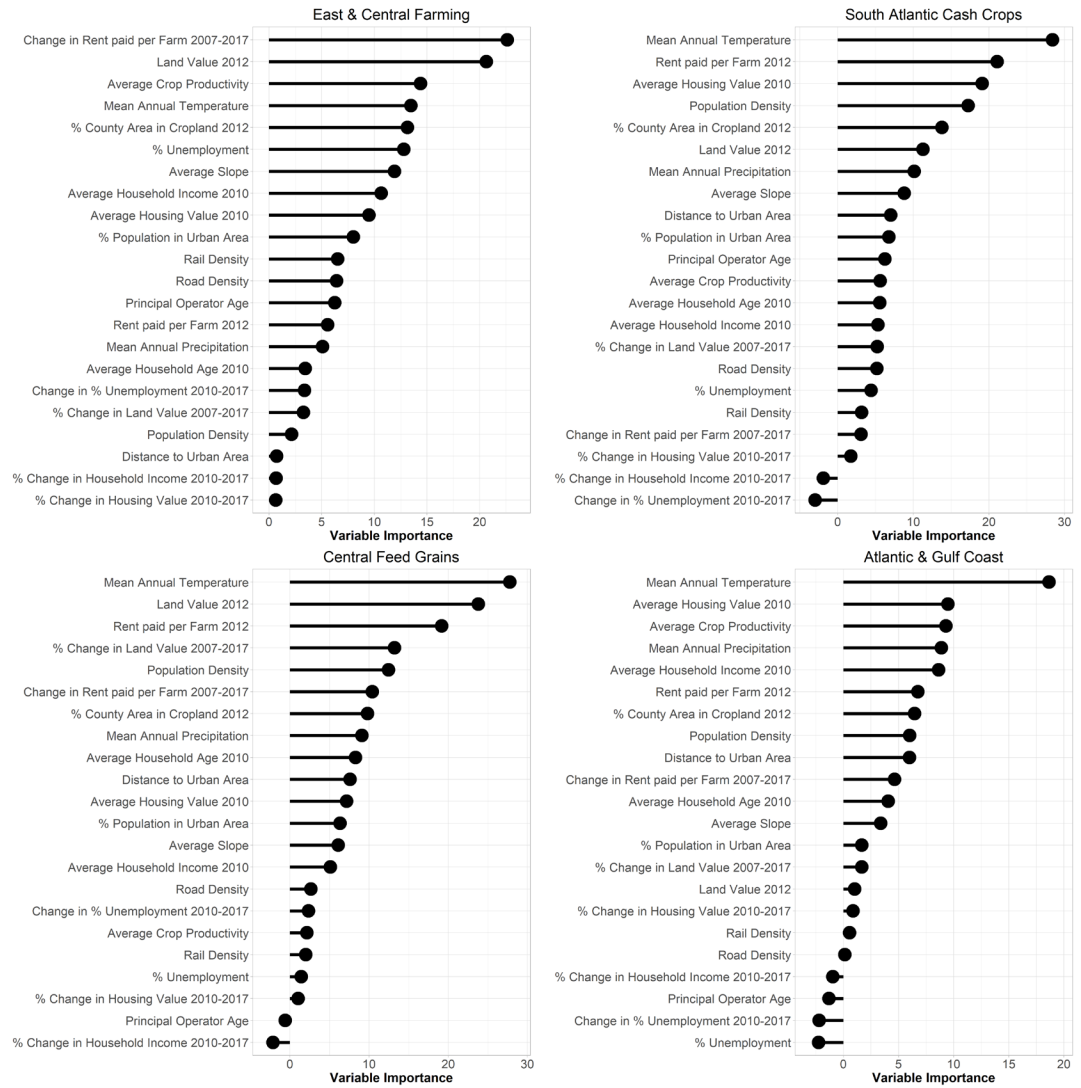 East & Central Farming
Change in Rent paid per Farm 2007-2017
Land Value 2012
Average Crop Productivity
Mean Annual Temperature
% County Area in Cropland 2012
% Unemployment
Average Slope
Average Household Income 2010
Average Housing Value 2010
% Population in Urban Area
Rail Density
Road Density
Principal Operator Age
Rent paid per Farm 2012
Mean Annual Precipitation
Average Household Age 2010
Change in % Unemployment 2010-2017
% Change in Land Value 2007-2017
Population Density
Distance to Urban Area
% Change in Household Income 2010-2017
% Change in Housing Value 2010-2017
0 5 10 15 20
Variable Importance
South Atlantic Cash Crops
Mean Annual Temperature
Rent paid per Farm 2012
Average Housing Value 2010
Population Density
% County Area in Cropland 2012
Land Value 2012
Mean Annual Precipitation
Average Slope
Distance to Urban Area
% Population in Urban Area
Principal Operator Age
Average Crop Productivity
Average Household Age 2010
Average Household Income 2010
% Change in Land Value 2007-2017
Road Density
% Unemployment
Rail Density
Change in Rent paid per Farm 2007-2017
% Change in Housing Value 2010-2017
% Change in Household Income 2010-2017
Change in % Unemployment 2010-2017
0 10 20 30
Variable Importance
Central Feed Grains
Mean Annual Temperature
Land Value 2012
Rent paid per Farm 2012
% Change in Land Value 2007-2017
Population Density
Change in Rent paid per Farm 2007-2017
% County Area in Cropland 2012
Mean Annual Precipitation
Average Household Age 2010
Distance to Urban Area
Average Housing Value 2010
% Population in Urban Area
Average Slope
Average Household Income 2010
Road Density
Change in % Unemployment 2010-2017
Average Crop Productivity
Rail Density
% Unemployment
% Change in Housing Value 2010-2017
Principal Operator Age
% Change in Household Income 2010-2017
0 10 20 30
Variable Importance
Atlantic & Gulf Coast
Mean Annual Temperature
Average Housing Value 2010
Average Crop Productivity
Mean Annual Precipitation
Average Household Income 2010
Rent paid per Farm 2012
% County Area in Cropland 2012
Population Density
Distance to Urban Area
Change in Rent paid per Farm 2007-2017
Average Household Age 2010
Average Slope
% Population in Urban Area
% Change in Land Value 2007-2017
Land Value 2012
% Change in Housing Value 2010-2017
Rail Density
Road Density
% Change in Household Income 2010-2017
Principal Operator Age
Change in % Unemployment 2010-2017
% Unemployment
0 5 10 15 20
Variable Importance